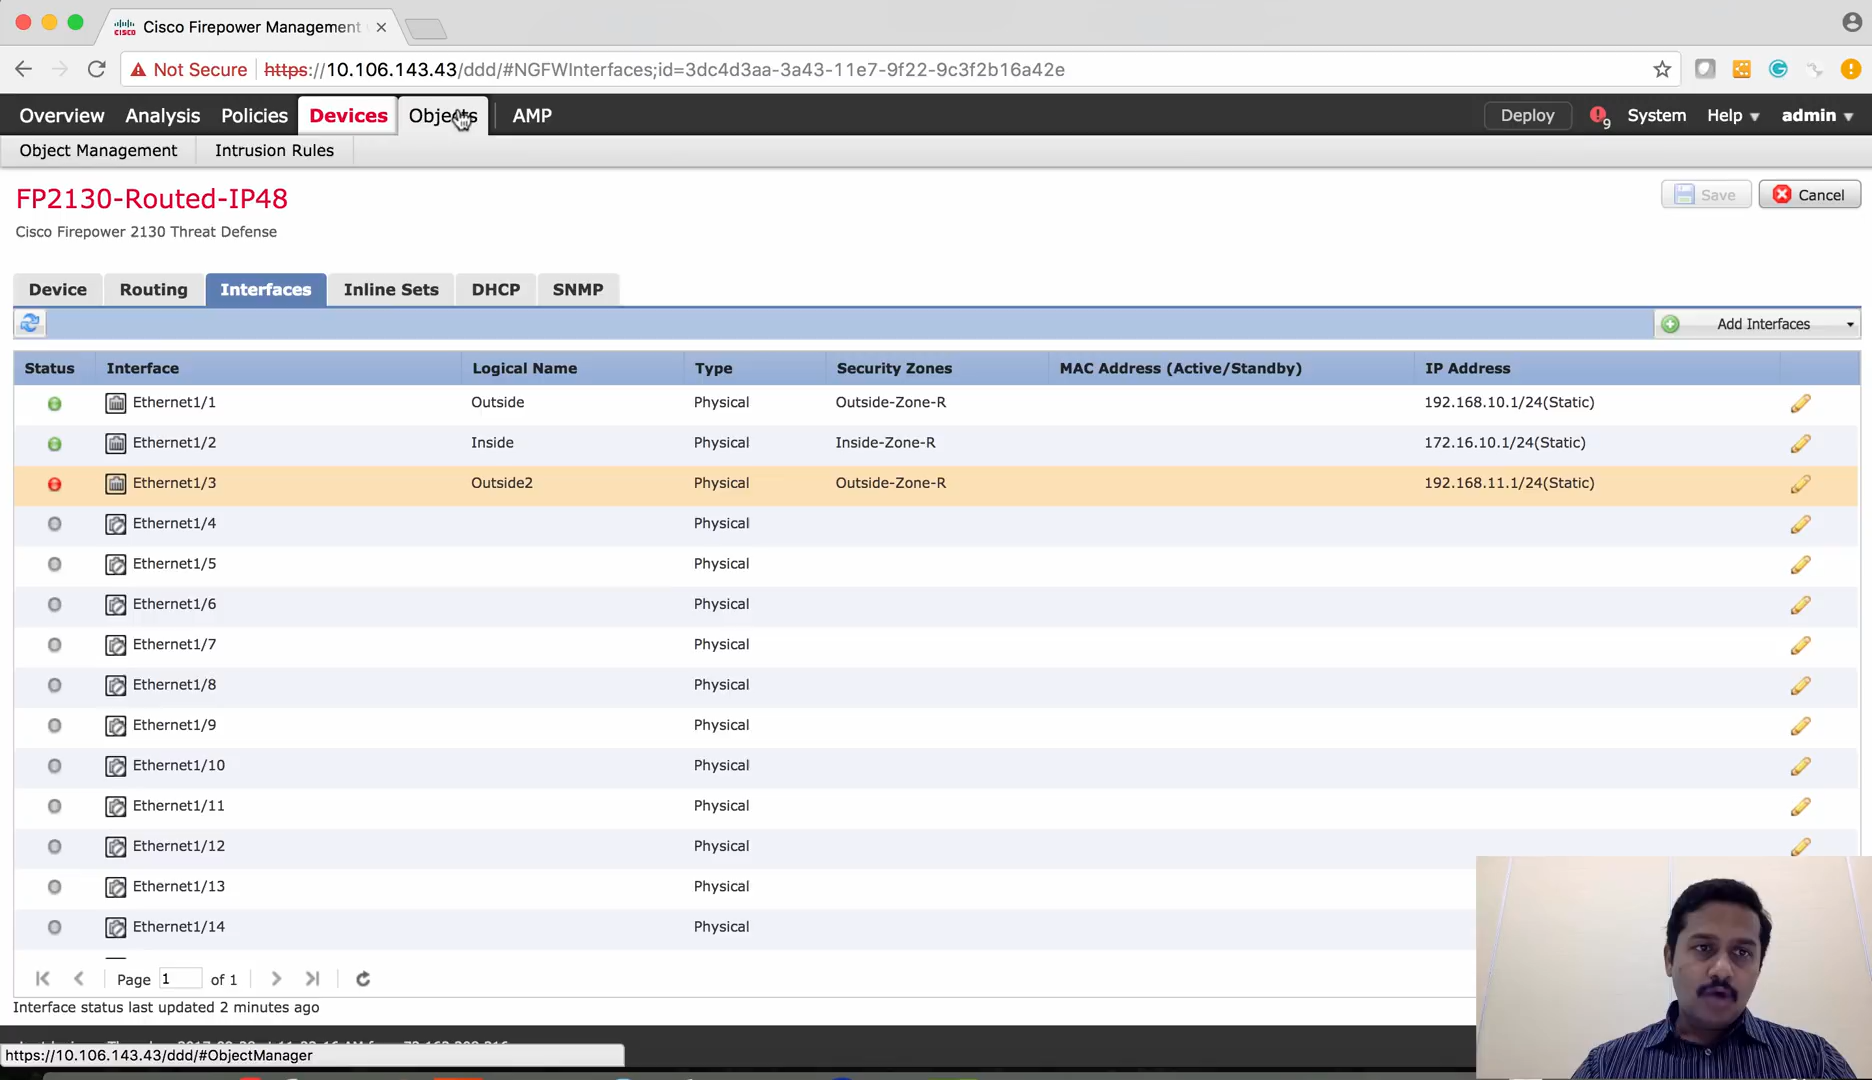 Cisco Firepower Management
Not Secure https://10.106.143.43/ddd/#NGFWInterfaces;id=3dc4d3aa-3a43-11e7-9f22-9c3f2b16a42e
Overview Analysis Policies Devices Objects AMP Deploy 9 System Help admin
Object Management Intrusion Rules
FP2130-Routed-IP48 Save Cancel
Cisco Firepower 2130 Threat Defense
Device Routing Interfaces Inline Sets DHCP SNMP
Add Interfaces
Status Interface Logical Name Type Security Zones MAC Address (Active/Standby) IP Address
Ethernet1/1 Outside Physical Outside-Zone-R 192.168.10.1/24(Static)
Ethernet1/2 Inside Physical Inside-Zone-R 172.16.10.1/24(Static)
Ethernet1/3 Outside2 Physical Outside-Zone-R 192.168.11.1/24(Static)
Ethernet1/4 Physical
Ethernet1/5 Physical
Ethernet1/6 Physical
Ethernet1/7 Physical
Ethernet1/8 Physical
Ethernet1/9 Physical
Ethernet1/10 Physical
Ethernet1/11 Physical
Ethernet1/12 Physical
Ethernet1/13 Physical
Ethernet1/14 Physical
Page 1 of 1
Interface status last updated 2 minutes ago
https://10.106.143.43/ddd/#ObjectManager